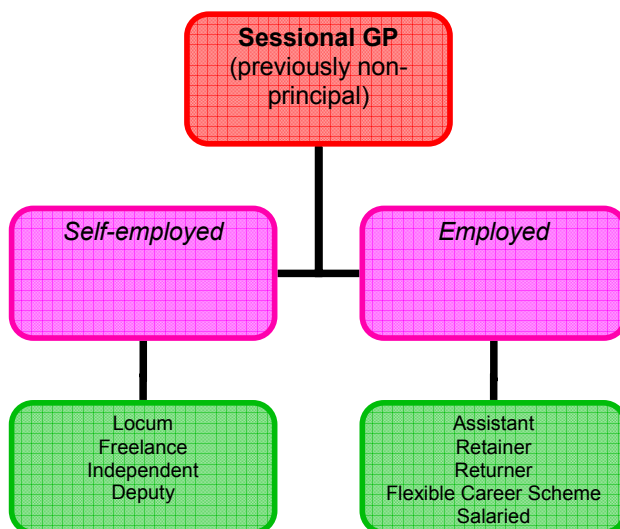 Sessional GP
(previously non-
principal)
Self-employed
Employed
Locum
Freelance
Independent
Deputy
Assistant
Retainer
Returner
Flexible Career Scheme
Salaried